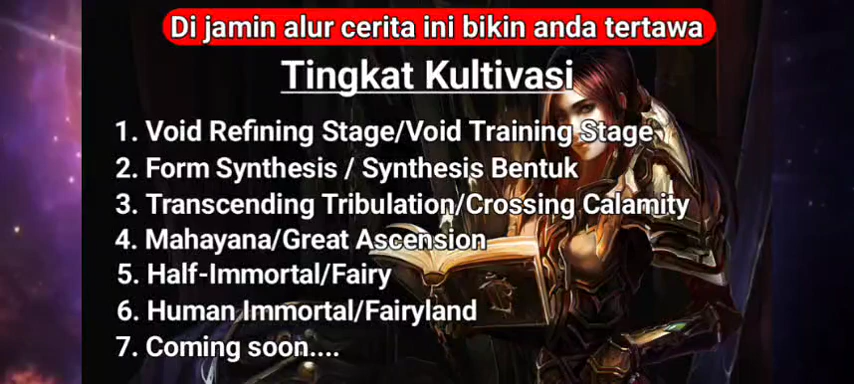 Di jamin alur cerita ini bikin anda tertawa
Tingkat Kultivasi
1. Void Refining Stage/Void Training Stage
2. Form Synthesis / Synthesis Bentuk
3. Transcending Tribulation/Crossing Calamity
4. Mahayana/Great Ascension
5. Half-Immortal/Fairy
6. Human Immortal/Fairyland
7. Coming soon....